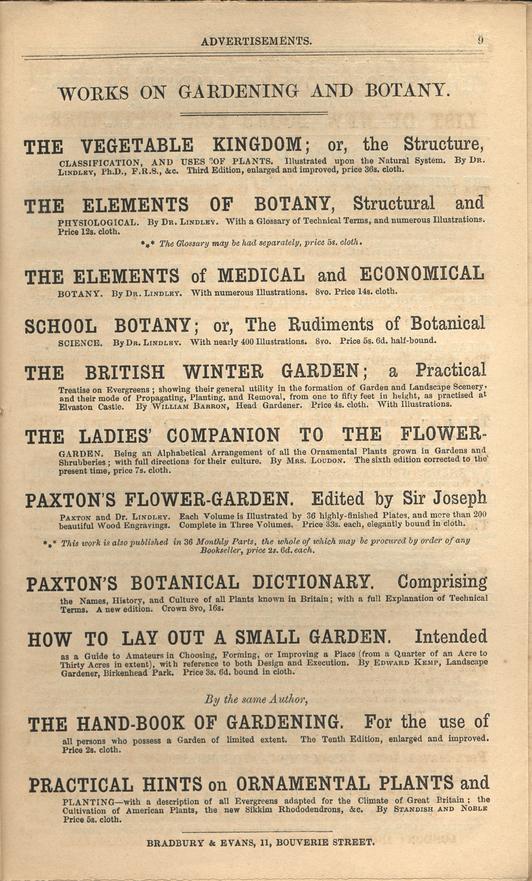 ADVERTISEMENTS. 9
WORKS ON GARDENING AND BOTANY.
THE VEGETABLE KINGDOM; or, the Structure,
CLASSIFICATION, AND USES OF PLANTS. Illustrated upon the Natural System. By DR.
LINDLEY, Ph.D., F.R.S., &c. Third Edition, enlarged and improved, price 36s. cloth.
THE ELEMENTS OF BOTANY, Structural and
PHYSIOLOGICAL. By DR. LINDLEY. With a Glossary of Technical Terms, and numerous Illustrations.
Price 12s. cloth.
*** The Glossary may be had separately, price 5s. cloth.
THE ELEMENTS of MEDICAL and ECONOMICAL
BOTANY. By DR. LINDLEY. With numerous Illustrations. 8vo. Price 14s. cloth.
SCHOOL BOTANY; or, The Rudiments of Botanical
SCIENCE. By DR. LINDLEY. With nearly 400 Illustrations. 8vo. Price 5s. 6d. half-bound.
THE BRITISH WINTER GARDEN; a Practical
Treatise on Evergreens; showing their general utility in the formation of Garden and Landscape Scenery,
and their mode of Propagating, Planting, and Removal, from one to fifty feet in height, as practised at
Elvaston Castle. By WILLIAM BARRON, Head Gardener. Price 4s. cloth. With Illustrations.
THE LADIES' COMPANION TO THE FLOWER-
GARDEN. Being an Alphabetical Arrangement of all the Ornamental Plants grown in Gardens and
Shrubberies; with full directions for their culture. By MRS. LOUDON. The sixth edition corrected to the
present time, price 7s. cloth.
PAXTON'S FLOWER-GARDEN. Edited by Sir Joseph
PAXTON and Dr. LINDLEY. Each Volume is Illustrated by 36 highly-finished Plates, and more than 200
beautiful Wood Engravings. Complete in Three Volumes. Price 33s. each, elegantly bound in cloth.
*** This work is also published in 36 Monthly Parts, the whole of which may be procured by order of any
Bookseller, price 2s. 6d. each.
PAXTON'S BOTANICAL DICTIONARY. Comprising
the Names, History, and Culture of all Plants known in Britain; with a full Explanation of Technical
Terms. A new edition. Crown 8vo, 16s.
HOW TO LAY OUT A SMALL GARDEN. Intended
as a Guide to Amateurs in Choosing, Forming, or Improving a Place (from a Quarter of an Acre to
Thirty Acres in extent), with reference to both Design and Execution. By EDWARD KEMP, Landscape
Gardener, Birkenhead Park. Price 3s. 6d. bound in cloth.
By the same Author,
THE HAND-BOOK OF GARDENING. For the use of
all persons who possess a Garden of limited extent. The Tenth Edition, enlarged and improved.
Price 2s. cloth.
PRACTICAL HINTS on ORNAMENTAL PLANTS and
PLANTING—with a description of all Evergreens adapted for the Climate of Great Britain; the
Cultivation of American Plants, the new Sikkim Rhododendrons, &c. By STANDISH AND NOBLE
Price 5s. cloth.
BRADBURY & EVANS, 11, BOUVERIE STREET.